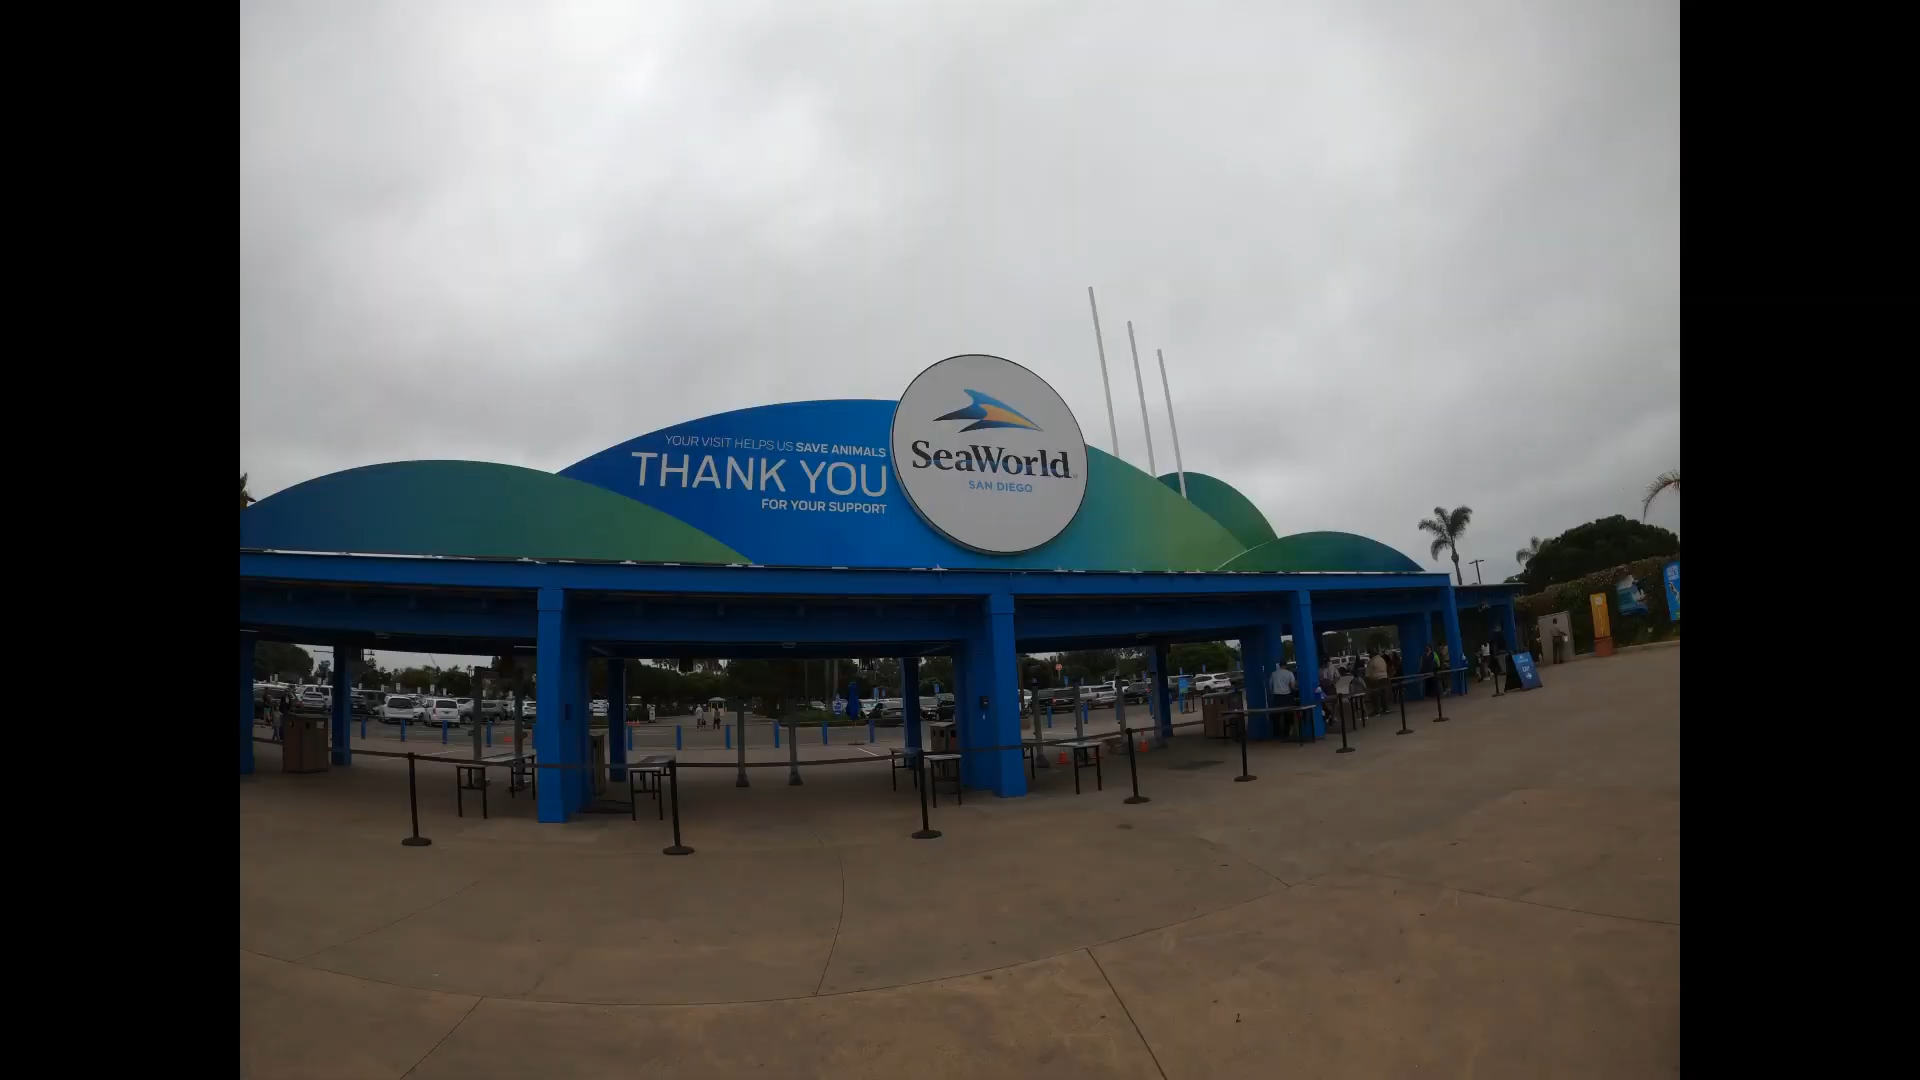 YOUR VISIT HELPS US SAVE ANIMALS
THANK YOU
FOR YOUR SUPPORT
SeaWorld
SAN DIEGO